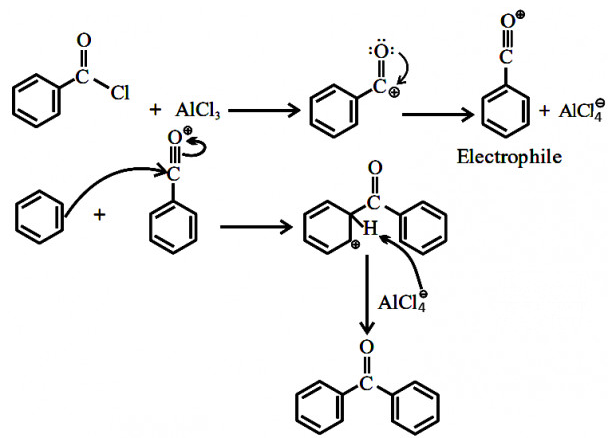 O
C
Cl
+ AlCl₃
:Ö:
C⊕
O⊕
C
+ AlCl₄⊖
Electrophile
+
O⊕
C
O
C
H
⊕
AlCl₄⊖
O
C